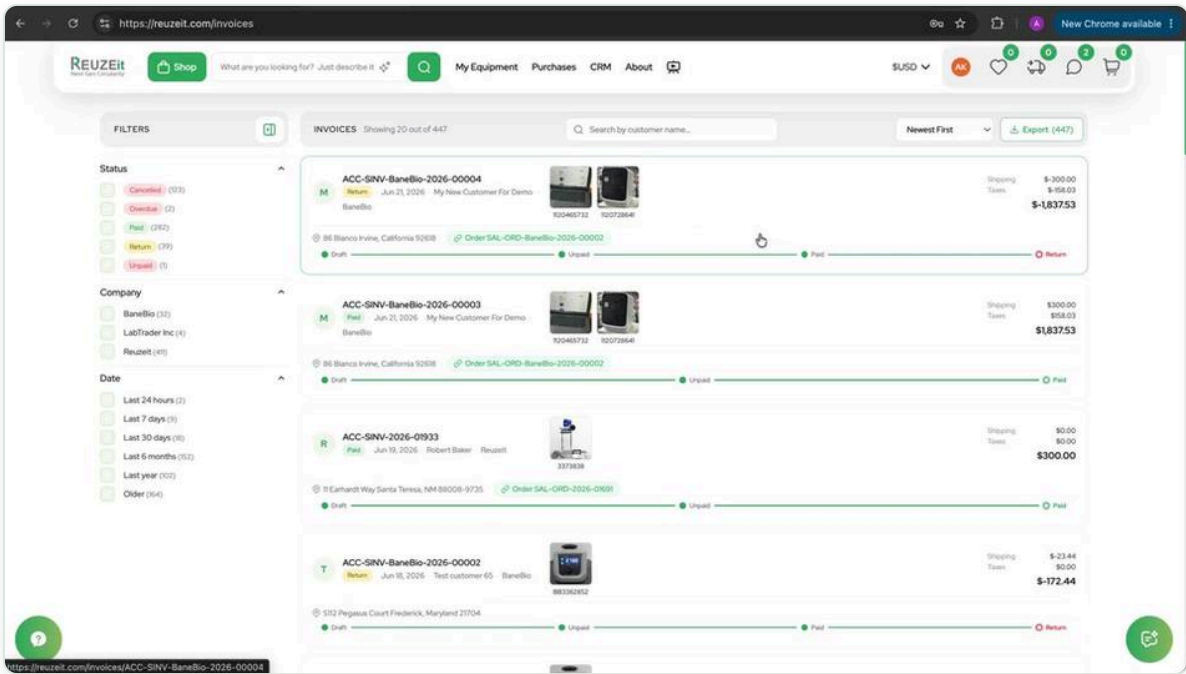 https://reuzeit.com/invoices
New Chrome available
A
REUZEit
Next Gen Circularity
Shop
What are you looking for? Just describe it
My Equipment Purchases CRM About
$USD
AK
0 0 2 0
FILTERS
INVOICES Showing 20 out of 447
Search by customer name...
Newest First
Export (447)
Status
Cancelled (123)
Overdue (2)
Paid (282)
Return (39)
Unpaid (1)
Company
BaneBio (32)
LabTrader Inc (4)
Reuzeit (411)
Date
Last 24 hours (2)
Last 7 days (9)
Last 30 days (18)
Last 6 months (152)
Last year (102)
Older (164)
M
ACC-SINV-BaneBio-2026-00004
Return Jun 21, 2026 My New Customer For Demo
BaneBio
1120465732 1120728641
Shipping $-300.00
Taxes $-158.03
$-1,837.53
86 Blanco Irvine, California 92618 Order SAL-ORD-BaneBio-2026-00002
Draft Unpaid Paid Return
M
ACC-SINV-BaneBio-2026-00003
Paid Jun 21, 2026 My New Customer For Demo
BaneBio
1120465732 1120728641
Shipping $300.00
Taxes $158.03
$1,837.53
86 Blanco Irvine, California 92618 Order SAL-ORD-BaneBio-2026-00002
Draft Unpaid Paid
R
ACC-SINV-2026-01933
Paid Jun 19, 2026 Robert Baker Reuzeit
3373838
Shipping $0.00
Taxes $0.00
$300.00
11 Earhardt Way Santa Teresa, NM 88008-9735 Order SAL-ORD-2026-01691
Draft Unpaid Paid
T
ACC-SINV-BaneBio-2026-00002
Return Jun 18, 2026 Test customer 65 BaneBio
883362852
Shipping $-23.44
Taxes $0.00
$-172.44
5112 Pegasus Court Frederick, Maryland 21704
Draft Unpaid Paid Return
https://reuzeit.com/invoices/ACC-SINV-BaneBio-2026-00004